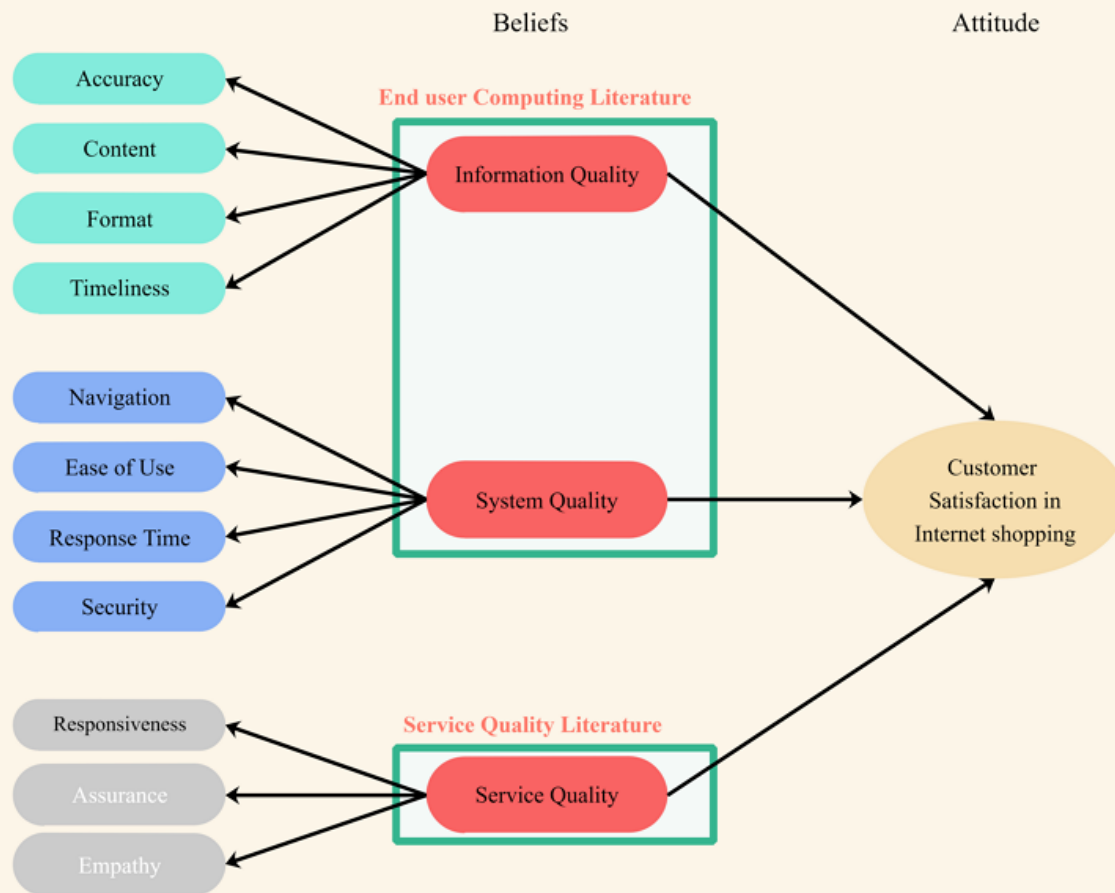 Beliefs
Attitude
Accuracy
Content
Format
Timeliness
End user Computing Literature
Information Quality
Navigation
Ease of Use
Response Time
Security
System Quality
Customer
Satisfaction in
Internet shopping
Responsiveness
Assurance
Empathy
Service Quality Literature
Service Quality